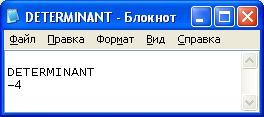 DETERMINANT - Блокнот
Файл Правка Формат Вид Справка
DETERMINANT
-4